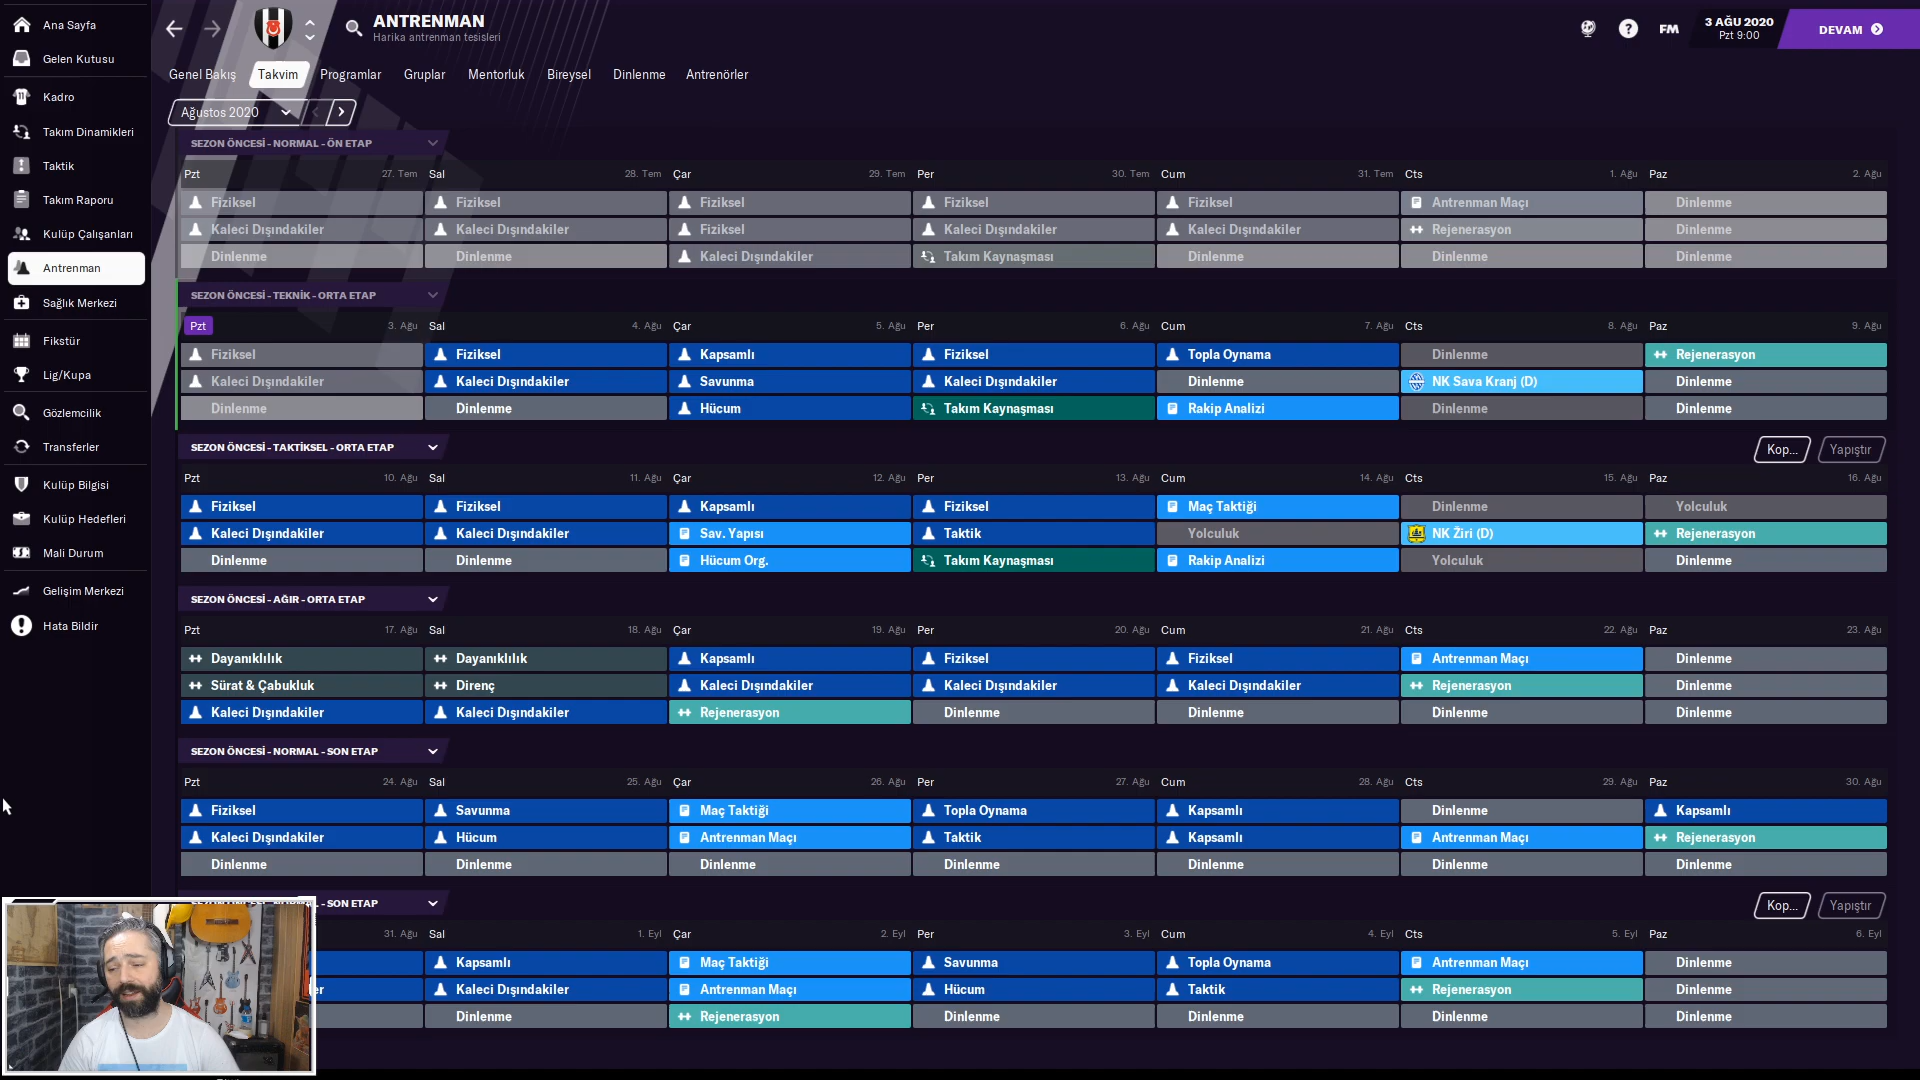 Ana Sayfa
Gelen Kutusu
Kadro
Takım Dinamikleri
Taktik
Takım Raporu
Kulüp Çalışanları
Antrenman
Sağlık Merkezi
Fikstür
Lig/Kupa
Gözlemcilik
Transferler
Kulüp Bilgisi
Kulüp Hedefleri
Mali Durum
Gelişim Merkezi
Hata Bildir
ANTRENMAN
Harika antrenman tesisleri
FM
3 AĞU 2020
Pzt 9:00
DEVAM
Genel Bakış Takvim Programlar Gruplar Mentorluk Bireysel Dinlenme Antrenörler
Ağustos 2020
SEZON ÖNCESİ - NORMAL - ÖN ETAP
Pzt 27. Tem Sal 28. Tem Çar 29. Tem Per 30. Tem Cum 31. Tem Cts 1. Ağu Paz 2. Ağu
Fiziksel Fiziksel Fiziksel Fiziksel Fiziksel Antrenman Maçı Dinlenme
Kaleci Dışındakiler Kaleci Dışındakiler Fiziksel Kaleci Dışındakiler Kaleci Dışındakiler Rejenerasyon Dinlenme
Dinlenme Dinlenme Kaleci Dışındakiler Takım Kaynaşması Dinlenme Dinlenme Dinlenme
SEZON ÖNCESİ - TEKNİK - ORTA ETAP
Pzt 3. Ağu Sal 4. Ağu Çar 5. Ağu Per 6. Ağu Cum 7. Ağu Cts 8. Ağu Paz 9. Ağu
Fiziksel Fiziksel Kapsamlı Fiziksel Topla Oynama Dinlenme Rejenerasyon
Kaleci Dışındakiler Kaleci Dışındakiler Savunma Kaleci Dışındakiler Dinlenme NK Sava Kranj (D) Dinlenme
Dinlenme Dinlenme Hücum Takım Kaynaşması Rakip Analizi Dinlenme Dinlenme
SEZON ÖNCESİ - TAKTİKSEL - ORTA ETAP
Kop... Yapıştır
Pzt 10. Ağu Sal 11. Ağu Çar 12. Ağu Per 13. Ağu Cum 14. Ağu Cts 15. Ağu Paz 16. Ağu
Fiziksel Fiziksel Kapsamlı Fiziksel Maç Taktiği Dinlenme Yolculuk
Kaleci Dışındakiler Kaleci Dışındakiler Sav. Yapısı Taktik Yolculuk NK Žiri (D) Rejenerasyon
Dinlenme Dinlenme Hücum Org. Takım Kaynaşması Rakip Analizi Yolculuk Dinlenme
SEZON ÖNCESİ - AĞIR - ORTA ETAP
Pzt 17. Ağu Sal 18. Ağu Çar 19. Ağu Per 20. Ağu Cum 21. Ağu Cts 22. Ağu Paz 23. Ağu
Dayanıklılık Dayanıklılık Kapsamlı Fiziksel Fiziksel Antrenman Maçı Dinlenme
Sürat & Çabukluk Direnç Kaleci Dışındakiler Kaleci Dışındakiler Kaleci Dışındakiler Rejenerasyon Dinlenme
Kaleci Dışındakiler Kaleci Dışındakiler Rejenerasyon Dinlenme Dinlenme Dinlenme Dinlenme
SEZON ÖNCESİ - NORMAL - SON ETAP
Pzt 24. Ağu Sal 25. Ağu Çar 26. Ağu Per 27. Ağu Cum 28. Ağu Cts 29. Ağu Paz 30. Ağu
Fiziksel Savunma Maç Taktiği Topla Oynama Kapsamlı Dinlenme Kapsamlı
Kaleci Dışındakiler Hücum Antrenman Maçı Taktik Kapsamlı Antrenman Maçı Rejenerasyon
Dinlenme Dinlenme Dinlenme Dinlenme Dinlenme Dinlenme Dinlenme
- SON ETAP
Kop... Yapıştır
31. Ağu Sal 1. Eyl Çar 2. Eyl Per 3. Eyl Cum 4. Eyl Cts 5. Eyl Paz 6. Eyl
Kapsamlı Maç Taktiği Savunma Topla Oynama Antrenman Maçı Dinlenme
er Kaleci Dışındakiler Antrenman Maçı Hücum Taktik Rejenerasyon Dinlenme
Dinlenme Rejenerasyon Dinlenme Dinlenme Dinlenme Dinlenme